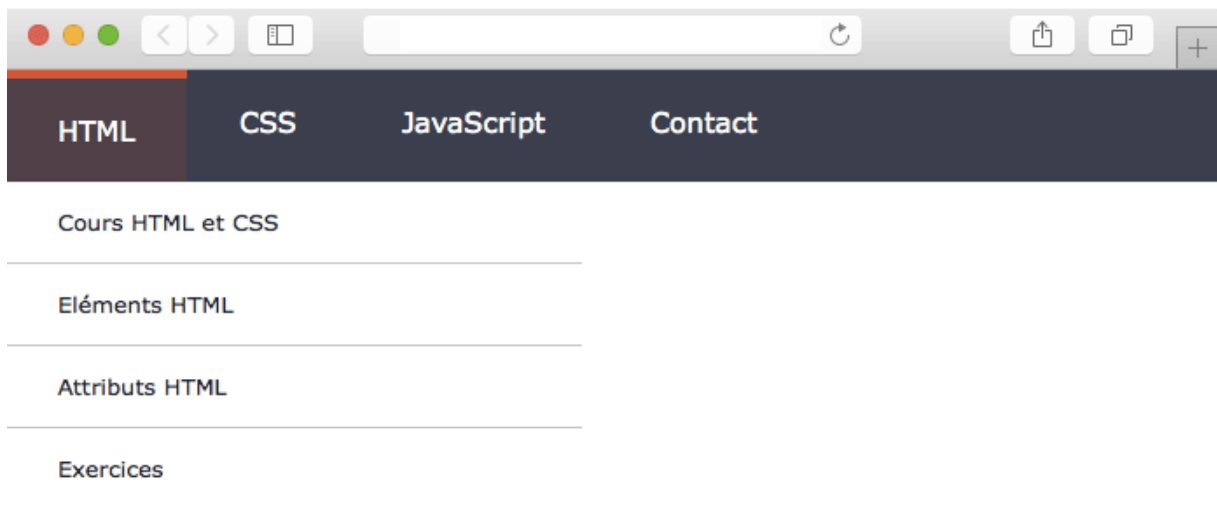 HTML CSS JavaScript Contact
Cours HTML et CSS
Eléments HTML
Attributs HTML
Exercices